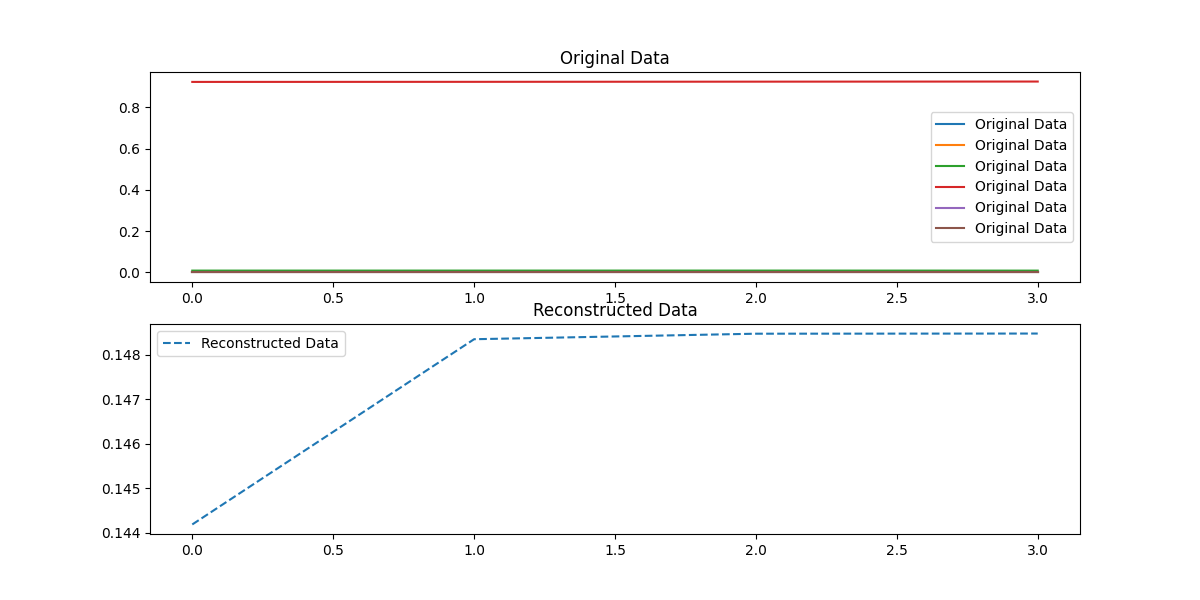 Original Data
0.8
0.6
0.4
0.2
0.0
Original Data
Original Data
Original Data
Original Data
Original Data
Original Data
0.0 0.5 1.0 1.5 2.0 2.5 3.0
Reconstructed Data
0.148
0.147
0.146
0.145
0.144
Reconstructed Data
0.0 0.5 1.0 1.5 2.0 2.5 3.0